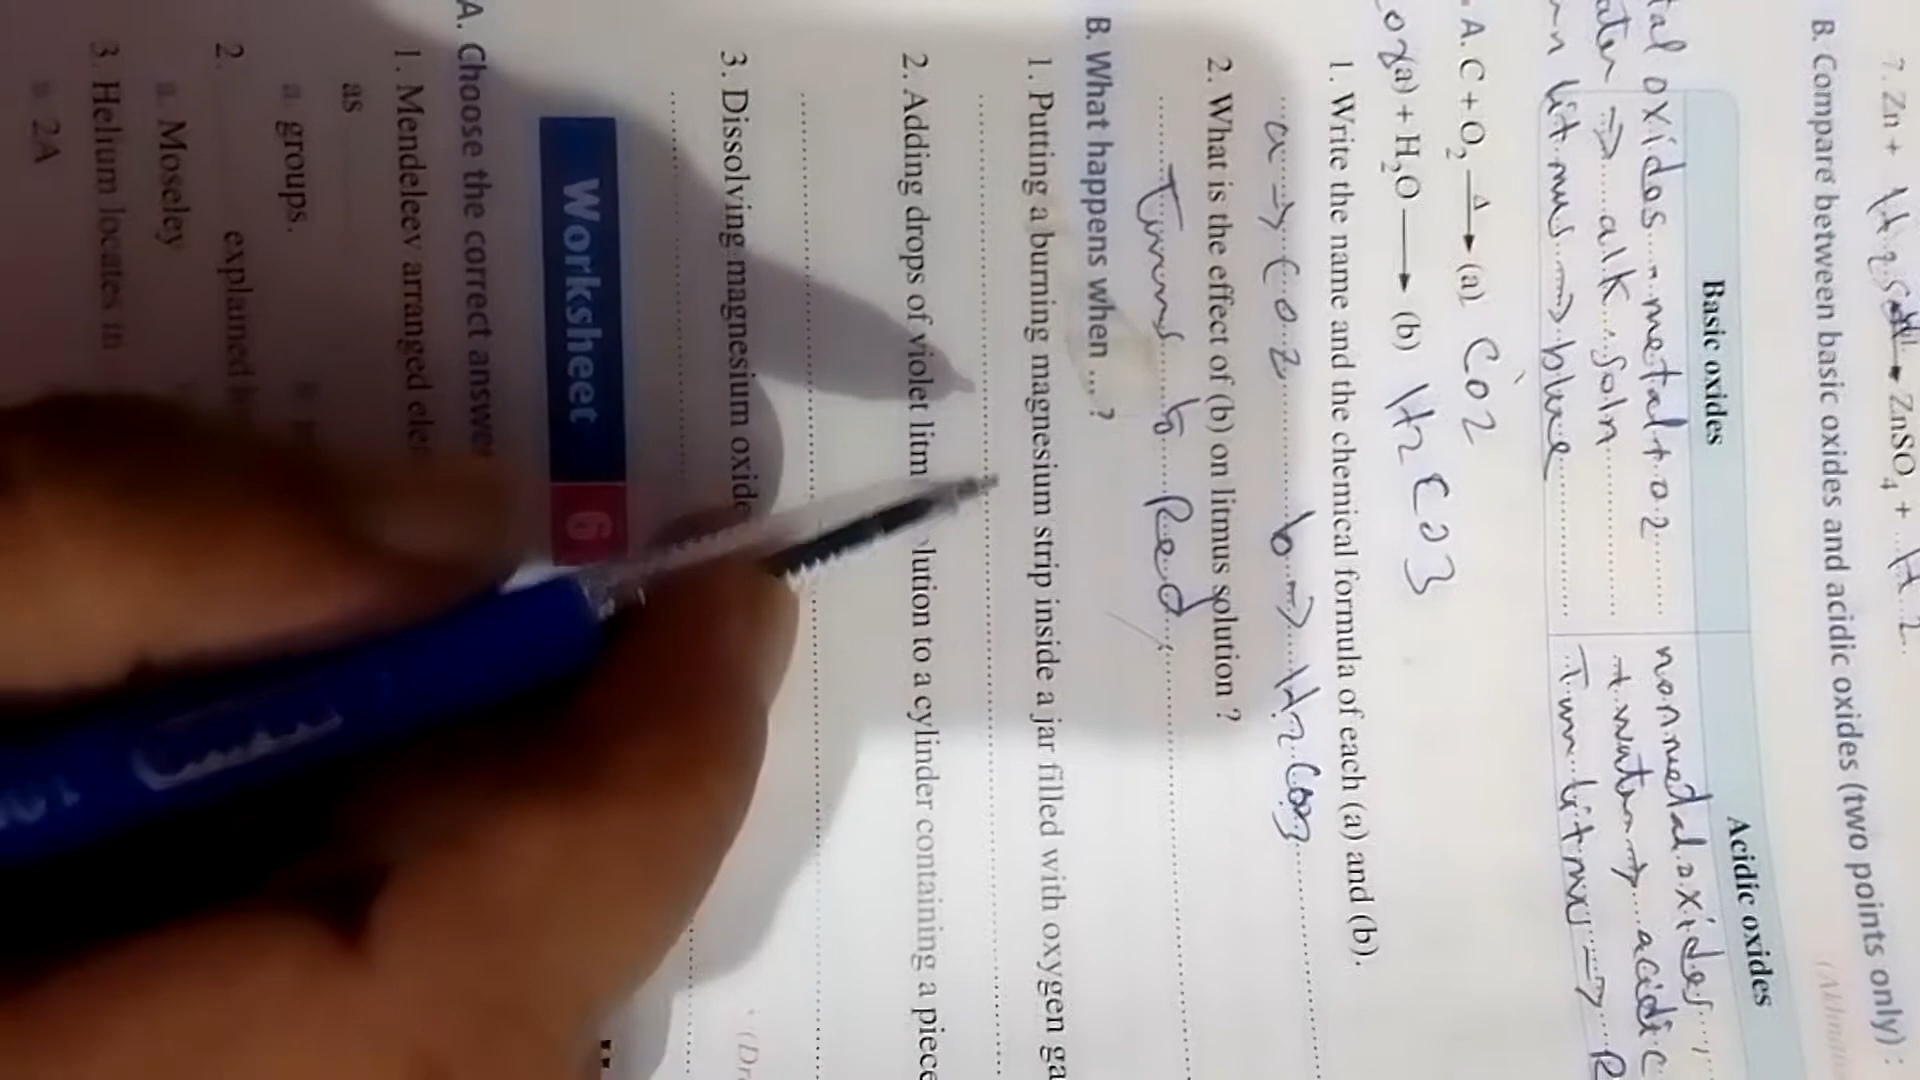 7. Zn + H2SO4 → ZnSO4 + H2
B. Compare between basic oxides and acidic oxides (two points only) :
Basic oxides
Acidic oxides
oxides → metal + O2
→ alk. soln
litmus → blue
nonmetal oxides
+ water → acidic
Turn litmus →
A. C + O2 —Δ→ (a) CO2
(a) + H2O → (b) H2CO3
1. Write the name and the chemical formula of each (a) and (b).
a → CO2 b → H2CO3
2. What is the effect of (b) on litmus solution ?
Turns to Red
B. What happens when ... ?
1. Putting a burning magnesium strip inside a jar filled with oxygen ga
2. Adding drops of violet litm lution to a cylinder containing a piece
3. Dissolving magnesium oxide
(Dr
Worksheet 6
A. Choose the correct answer
1. Mendeleev arranged ele
as
a. groups.
2. explained
a. Moseley
3. Helium locates in
a. 2A